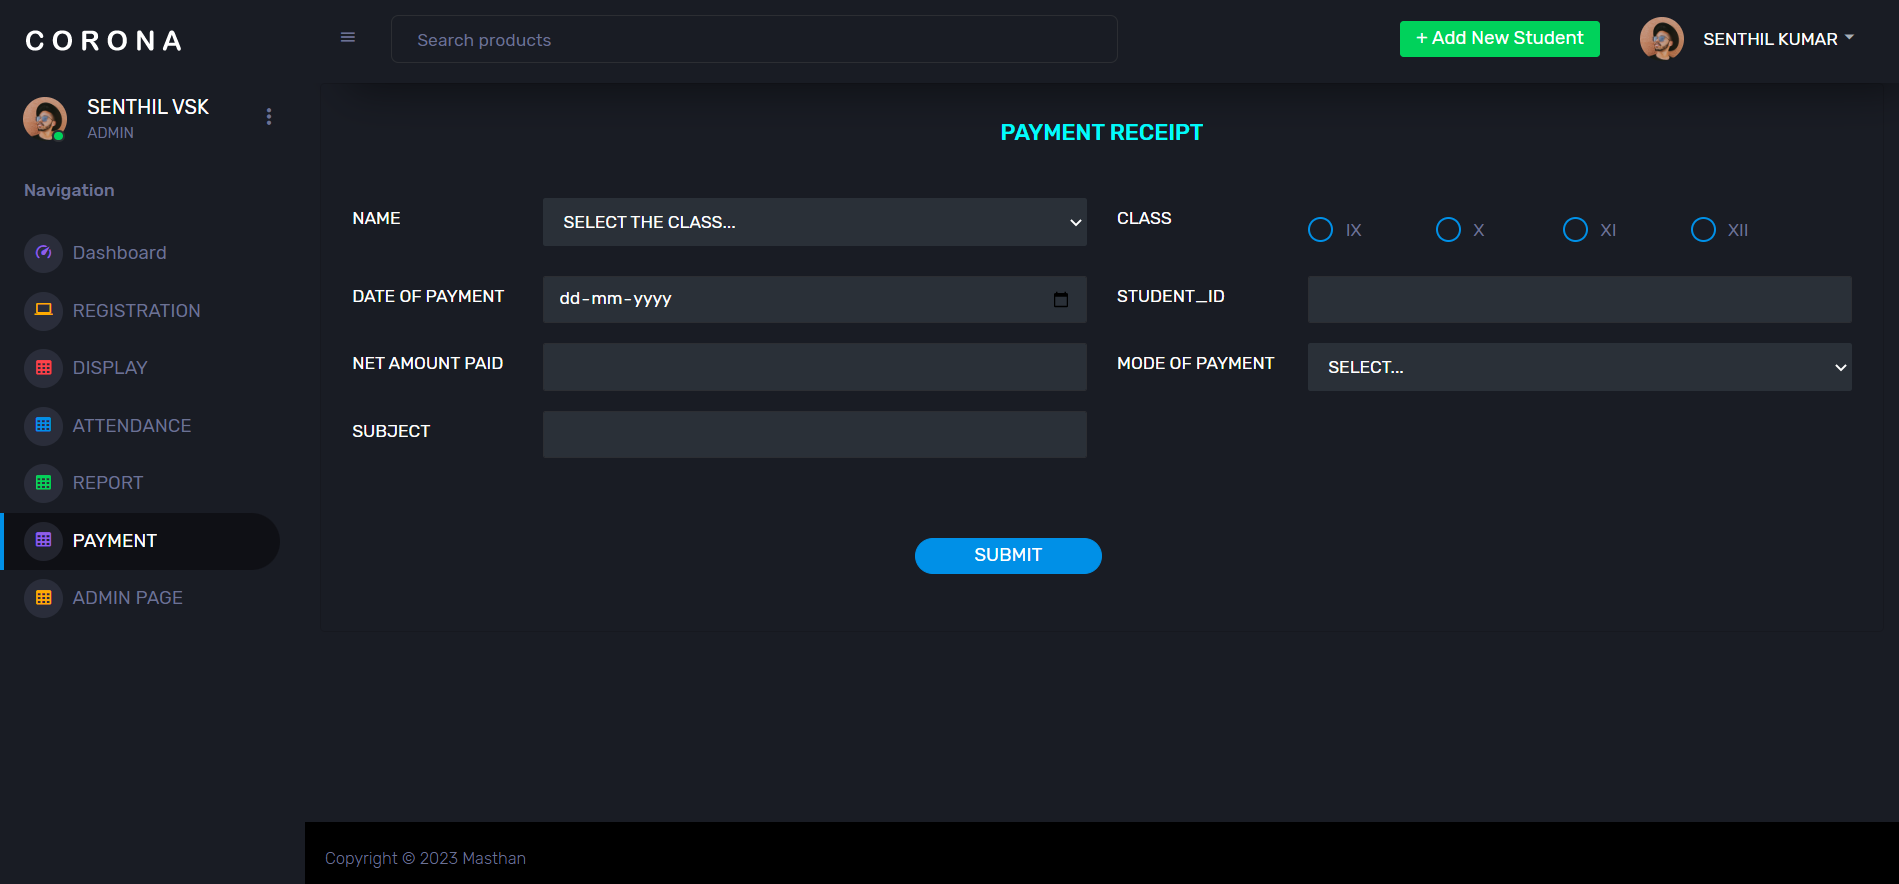 CORONA
Search products
+ Add New Student
SENTHIL KUMAR
SENTHIL VSK
ADMIN
Navigation
Dashboard
REGISTRATION
DISPLAY
ATTENDANCE
REPORT
PAYMENT
ADMIN PAGE
PAYMENT RECEIPT
NAME
SELECT THE CLASS...
CLASS
IX
X
XI
XII
DATE OF PAYMENT
dd-mm-yyyy
STUDENT_ID
NET AMOUNT PAID
MODE OF PAYMENT
SELECT...
SUBJECT
SUBMIT
Copyright © 2023 Masthan